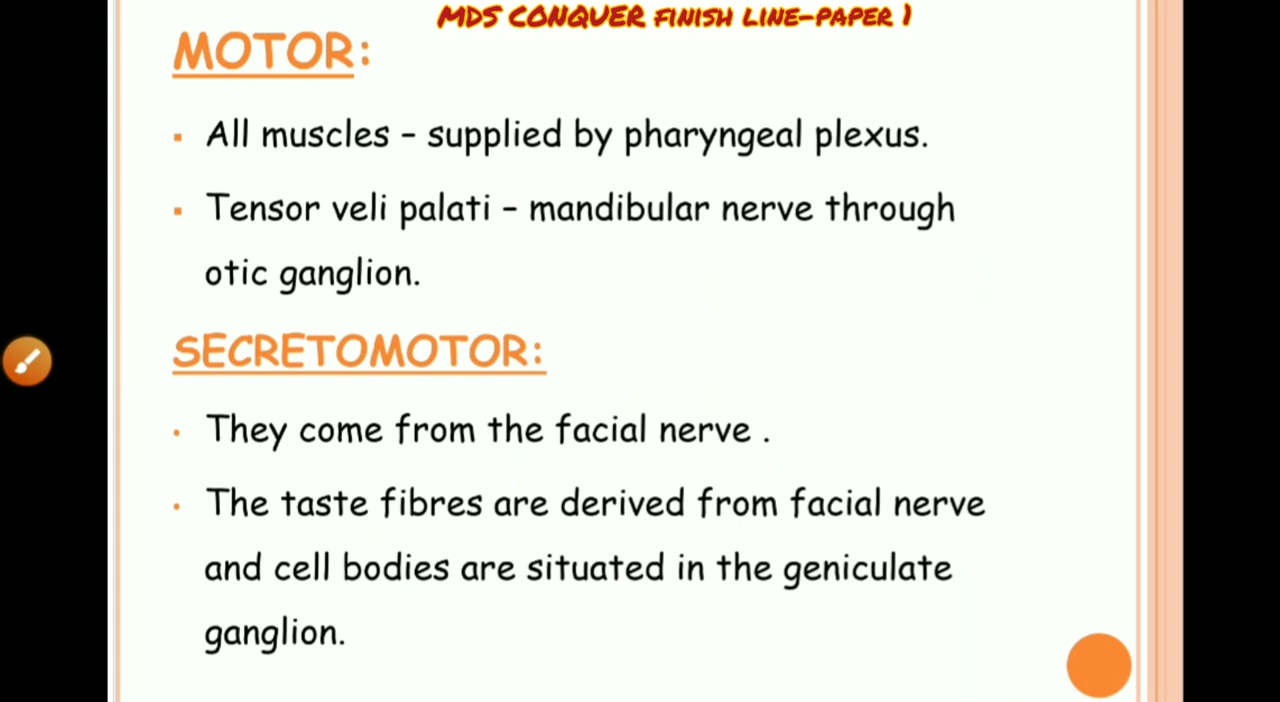 MDS CONQUER FINISH LINE-PAPER 1
MOTOR:
▪ All muscles – supplied by pharyngeal plexus.
▪ Tensor veli palati – mandibular nerve through
otic ganglion.
SECRETOMOTOR:
• They come from the facial nerve .
• The taste fibres are derived from facial nerve
and cell bodies are situated in the geniculate
ganglion.